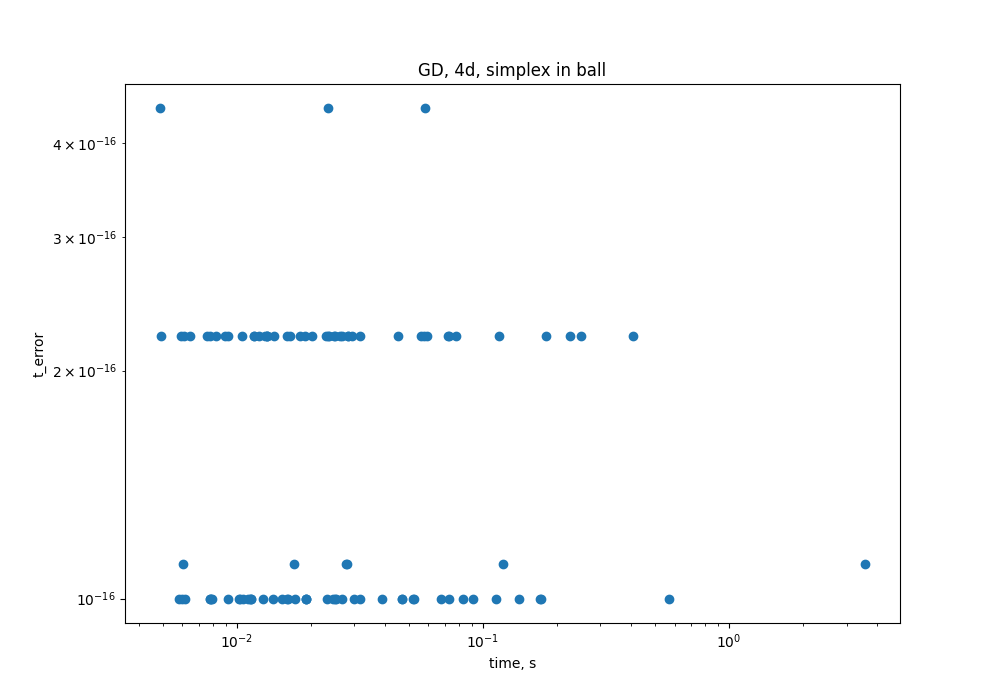 GD, 4d, simplex in ball
t_error
4 × 10⁻¹⁶
3 × 10⁻¹⁶
2 × 10⁻¹⁶
10⁻¹⁶
10⁻² 10⁻¹ 10⁰
time, s